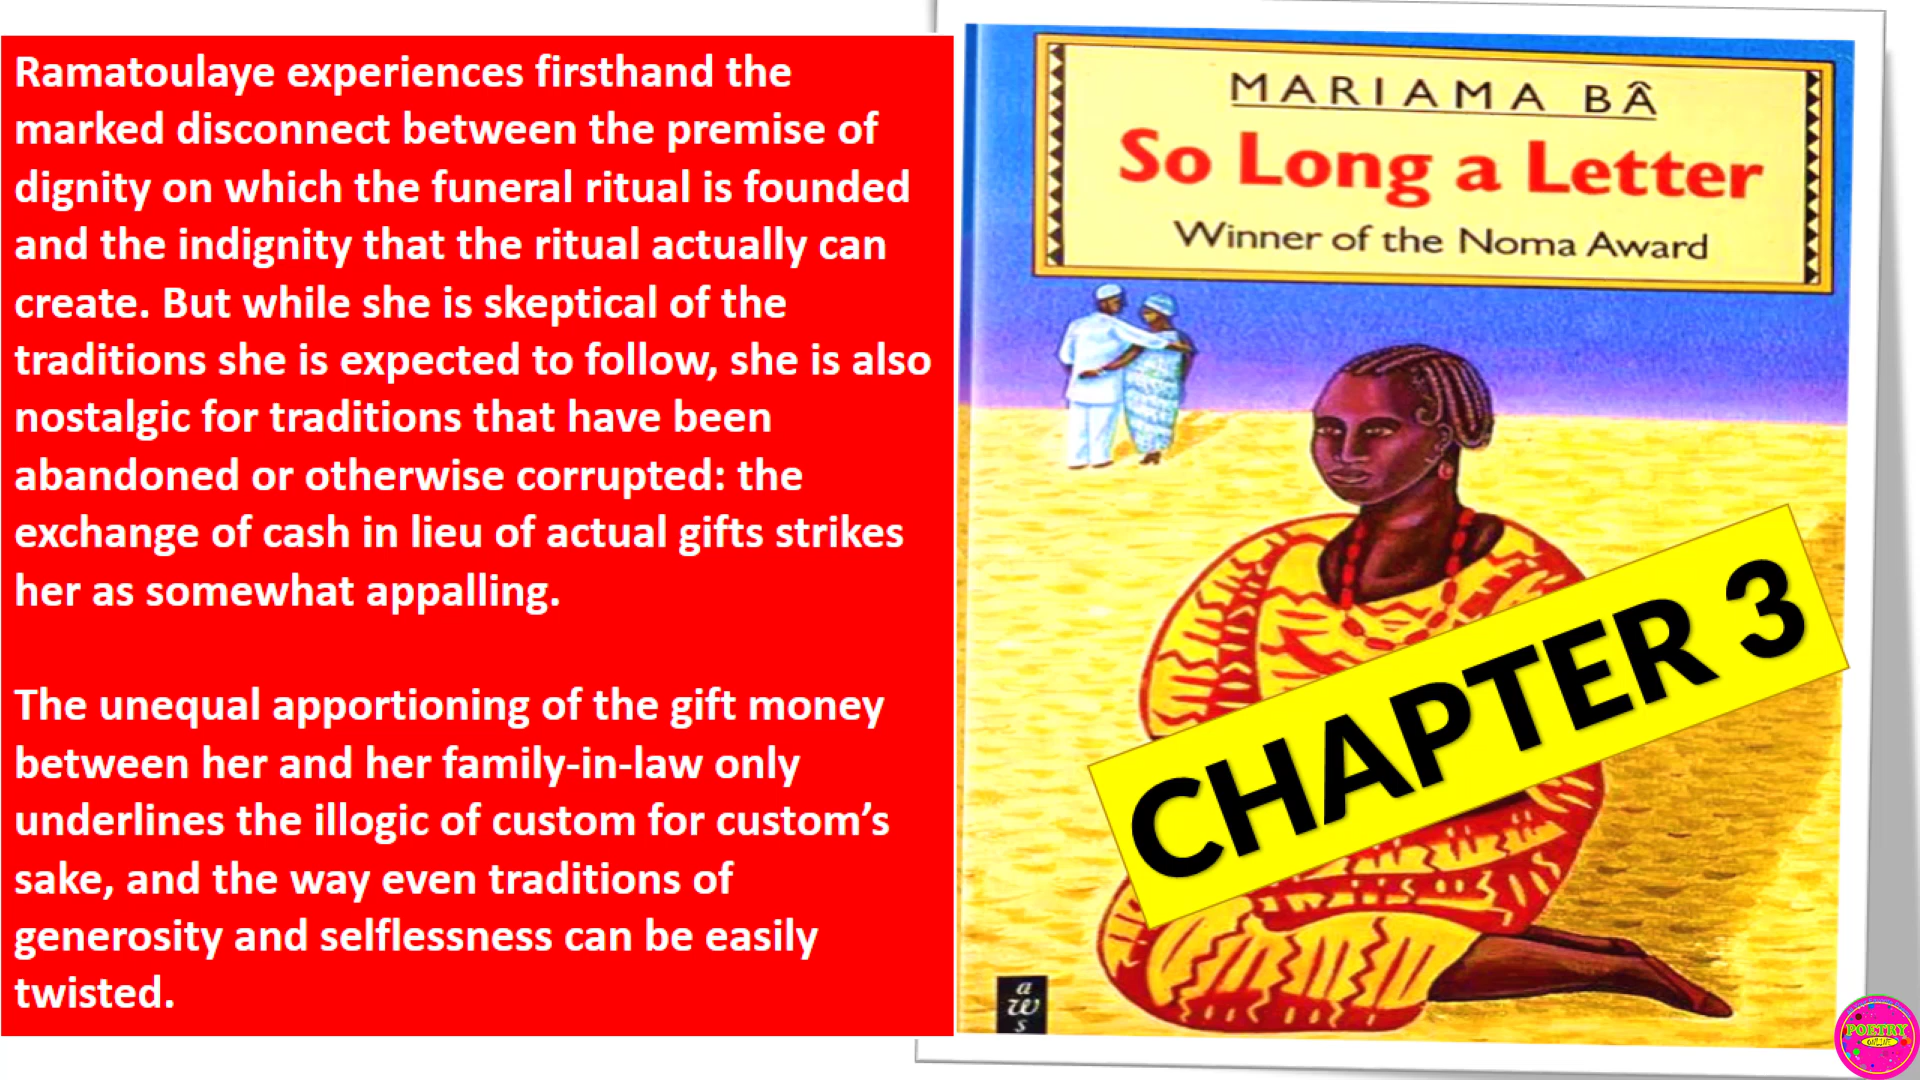 Ramatoulaye experiences firsthand the
marked disconnect between the premise of
dignity on which the funeral ritual is founded
and the indignity that the ritual actually can
create. But while she is skeptical of the
traditions she is expected to follow, she is also
nostalgic for traditions that have been
abandoned or otherwise corrupted: the
exchange of cash in lieu of actual gifts strikes
her as somewhat appalling.
The unequal apportioning of the gift money
between her and her family-in-law only
underlines the illogic of custom for custom’s
sake, and the way even traditions of
generosity and selflessness can be easily
twisted.
MARIAMA BÂ
So Long a Letter
Winner of the Noma Award
CHAPTER 3
a
w
s
POETRY
ONLINE